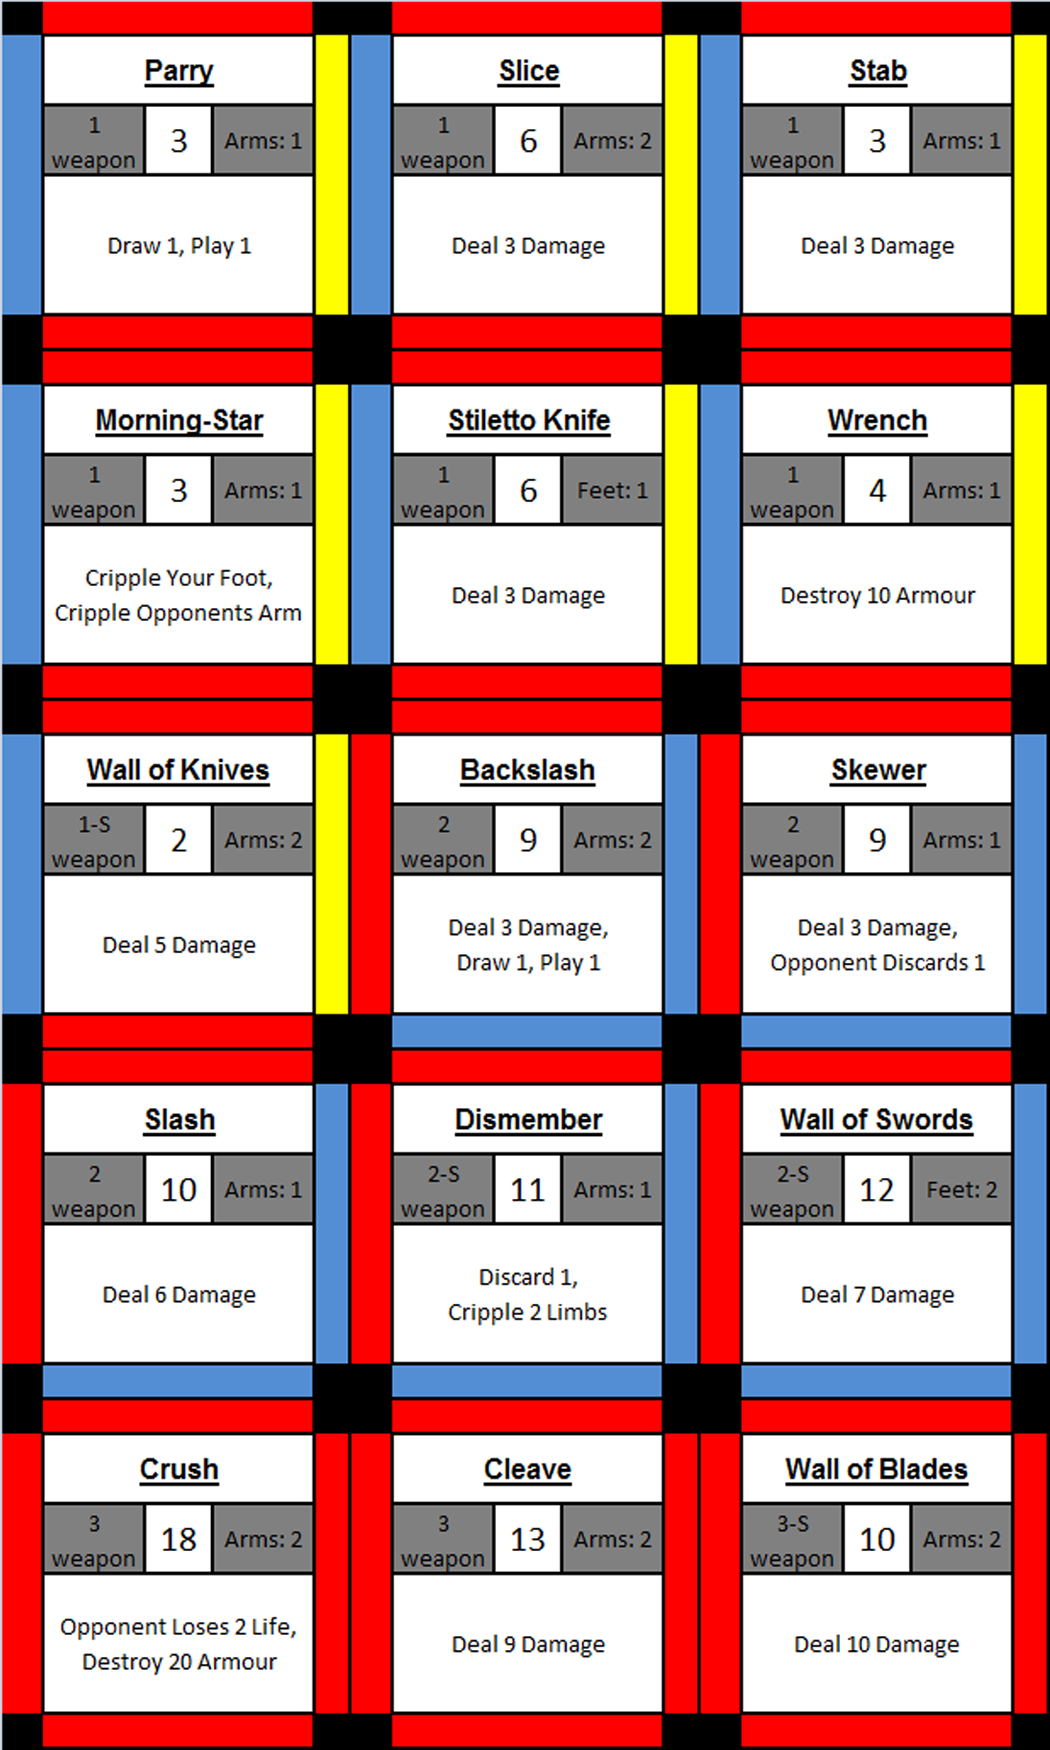 Parry
1
weapon
3
Arms: 1
Draw 1, Play 1
Slice
1
weapon
6
Arms: 2
Deal 3 Damage
Stab
1
weapon
3
Arms: 1
Deal 3 Damage
Morning-Star
1
weapon
3
Arms: 1
Cripple Your Foot,
Cripple Opponents Arm
Stiletto Knife
1
weapon
6
Feet: 1
Deal 3 Damage
Wrench
1
weapon
4
Arms: 1
Destroy 10 Armour
Wall of Knives
1-S
weapon
2
Arms: 2
Deal 5 Damage
Backslash
2
weapon
9
Arms: 2
Deal 3 Damage,
Draw 1, Play 1
Skewer
2
weapon
9
Arms: 1
Deal 3 Damage,
Opponent Discards 1
Slash
2
weapon
10
Arms: 1
Deal 6 Damage
Dismember
2-S
weapon
11
Arms: 1
Discard 1,
Cripple 2 Limbs
Wall of Swords
2-S
weapon
12
Feet: 2
Deal 7 Damage
Crush
3
weapon
18
Arms: 2
Opponent Loses 2 Life,
Destroy 20 Armour
Cleave
3
weapon
13
Arms: 2
Deal 9 Damage
Wall of Blades
3-S
weapon
10
Arms: 2
Deal 10 Damage